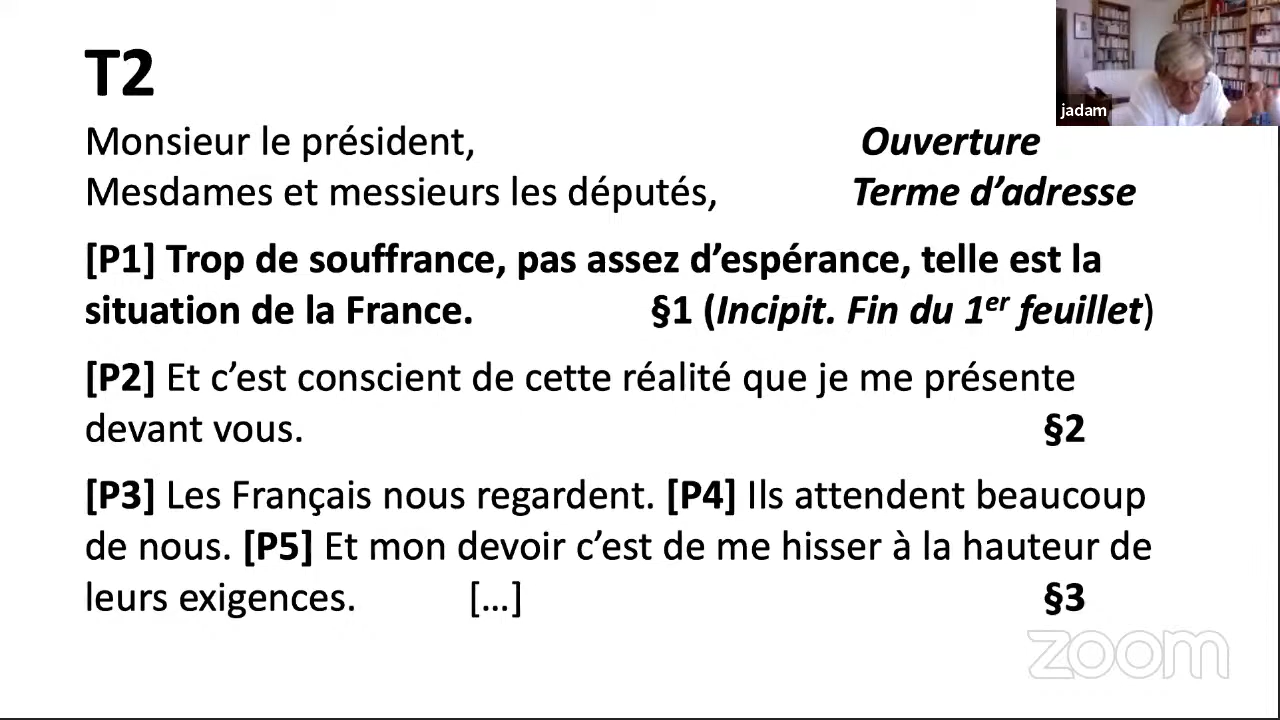 T2
jadam
Monsieur le président, Ouverture
Mesdames et messieurs les députés, Terme d’adresse
[P1] Trop de souffrance, pas assez d’espérance, telle est la
situation de la France. §1 (Incipit. Fin du 1er feuillet)
[P2] Et c’est conscient de cette réalité que je me présente
devant vous. §2
[P3] Les Français nous regardent. [P4] Ils attendent beaucoup
de nous. [P5] Et mon devoir c’est de me hisser à la hauteur de
leurs exigences. [...] §3
zoom